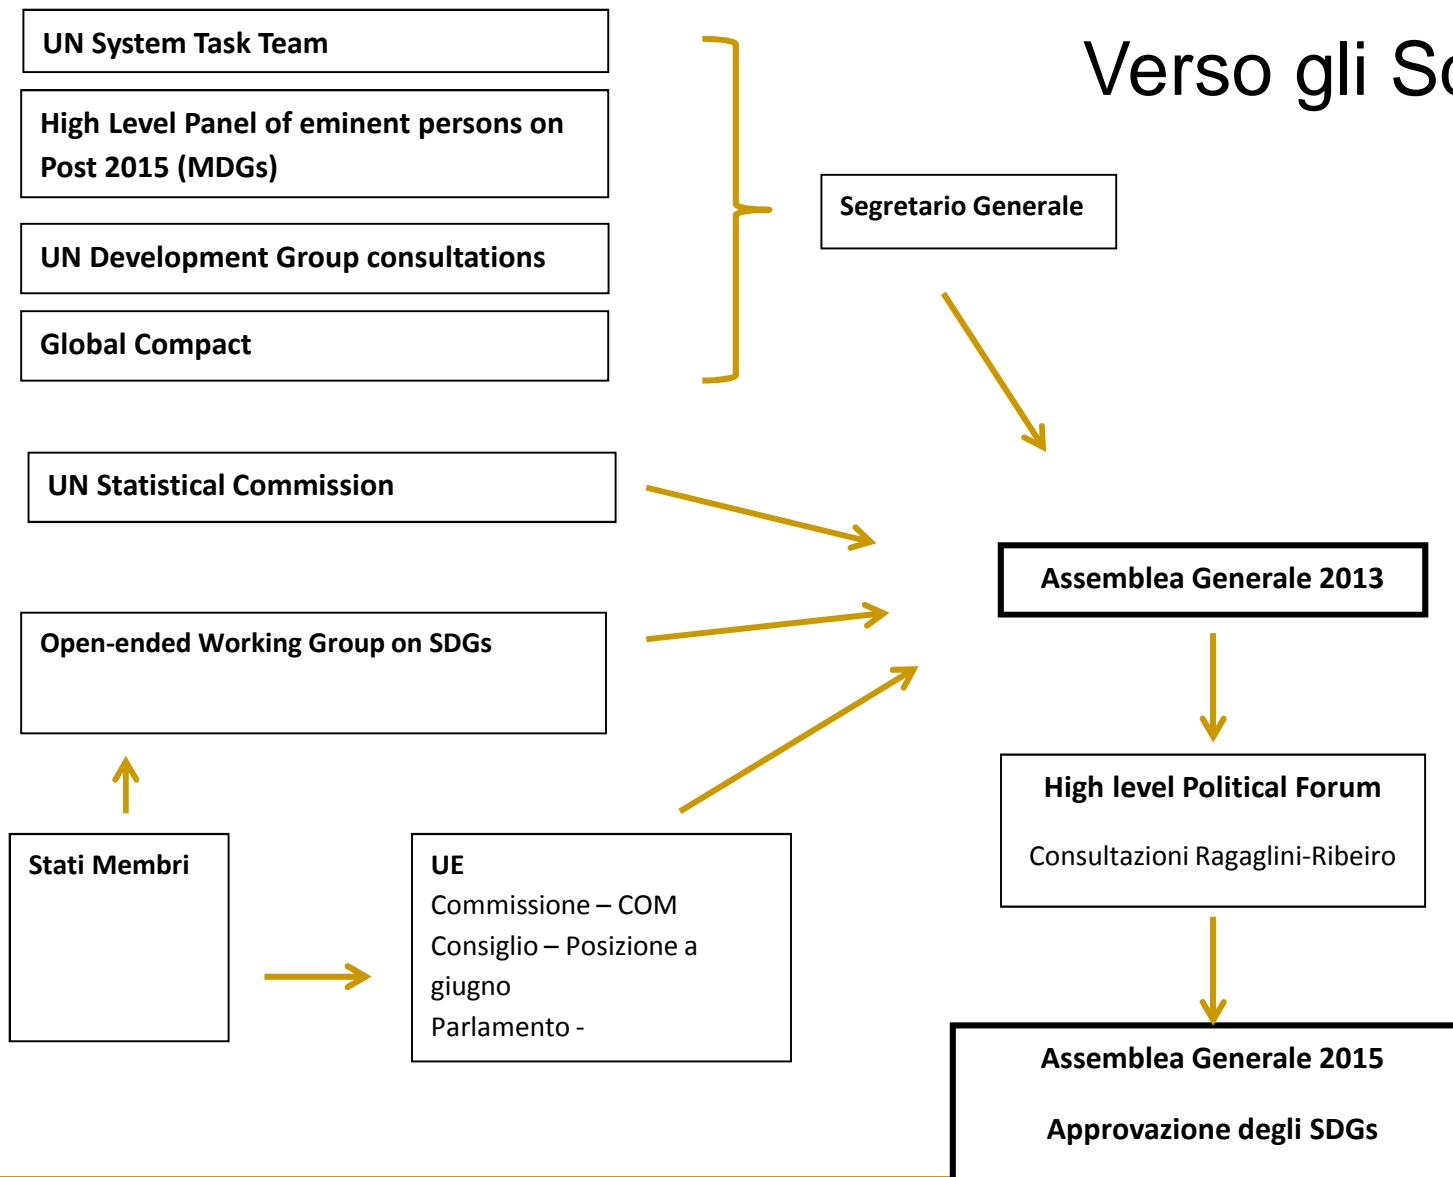 Verso gli
UN System Task Team
High Level Panel of eminent persons on
Post 2015 (MDGs)
UN Development Group consultations
Global Compact
Segretario Generale
UN Statistical Commission
Open-ended Working Group on SDGs
Stati Membri
UE
Commissione – COM
Consiglio – Posizione a
giugno
Parlamento -
Assemblea Generale 2013
High level Political Forum
Consultazioni Ragaglini-Ribeiro
Assemblea Generale 2015
Approvazione degli SDGs